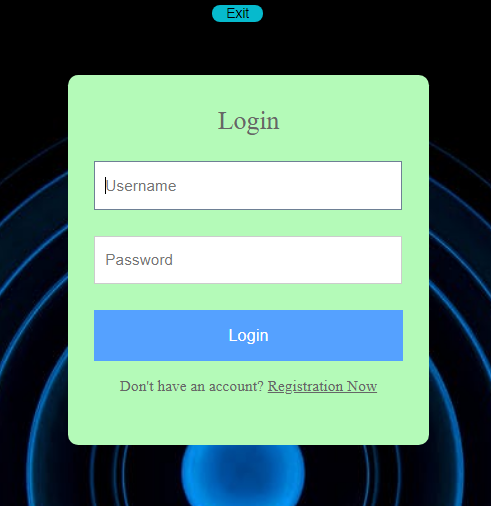 Exit
Login
Username
Password
Login
Don't have an account? Registration Now